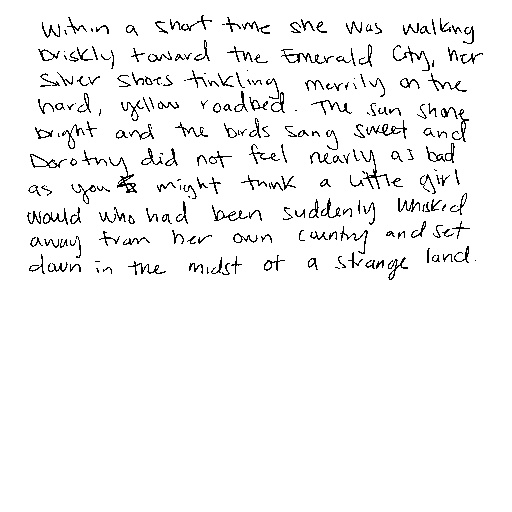 Within a short time she was walking
briskly toward the Emerald City, her
Silver Shoes tinkling merrily on the
hard, yellow roadbed. The sun shone
bright and the birds sang sweet and
Dorothy did not feel nearly as bad
as you might think a little girl
would who had been suddenly whisked
away from her own country and set
down in the midst of a strange land.